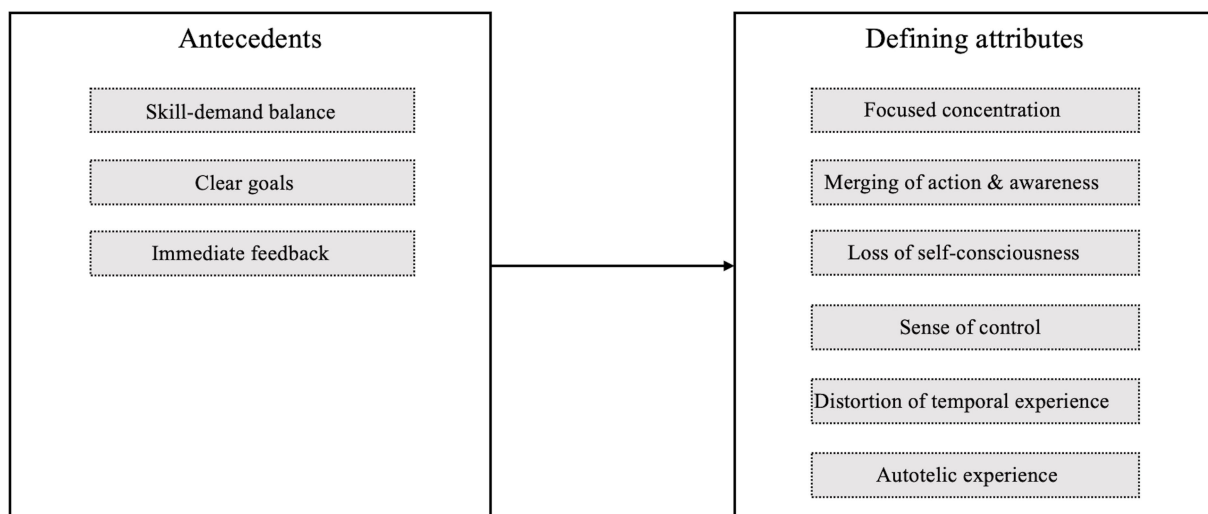 Antecedents
Skill-demand balance
Clear goals
Immediate feedback
Defining attributes
Focused concentration
Merging of action & awareness
Loss of self-consciousness
Sense of control
Distortion of temporal experience
Autotelic experience